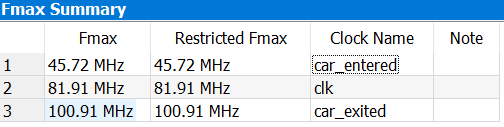 Fmax Summary
Fmax Restricted Fmax Clock Name Note
1 45.72 MHz 45.72 MHz car_entered
2 81.91 MHz 81.91 MHz clk
3 100.91 MHz 100.91 MHz car_exited